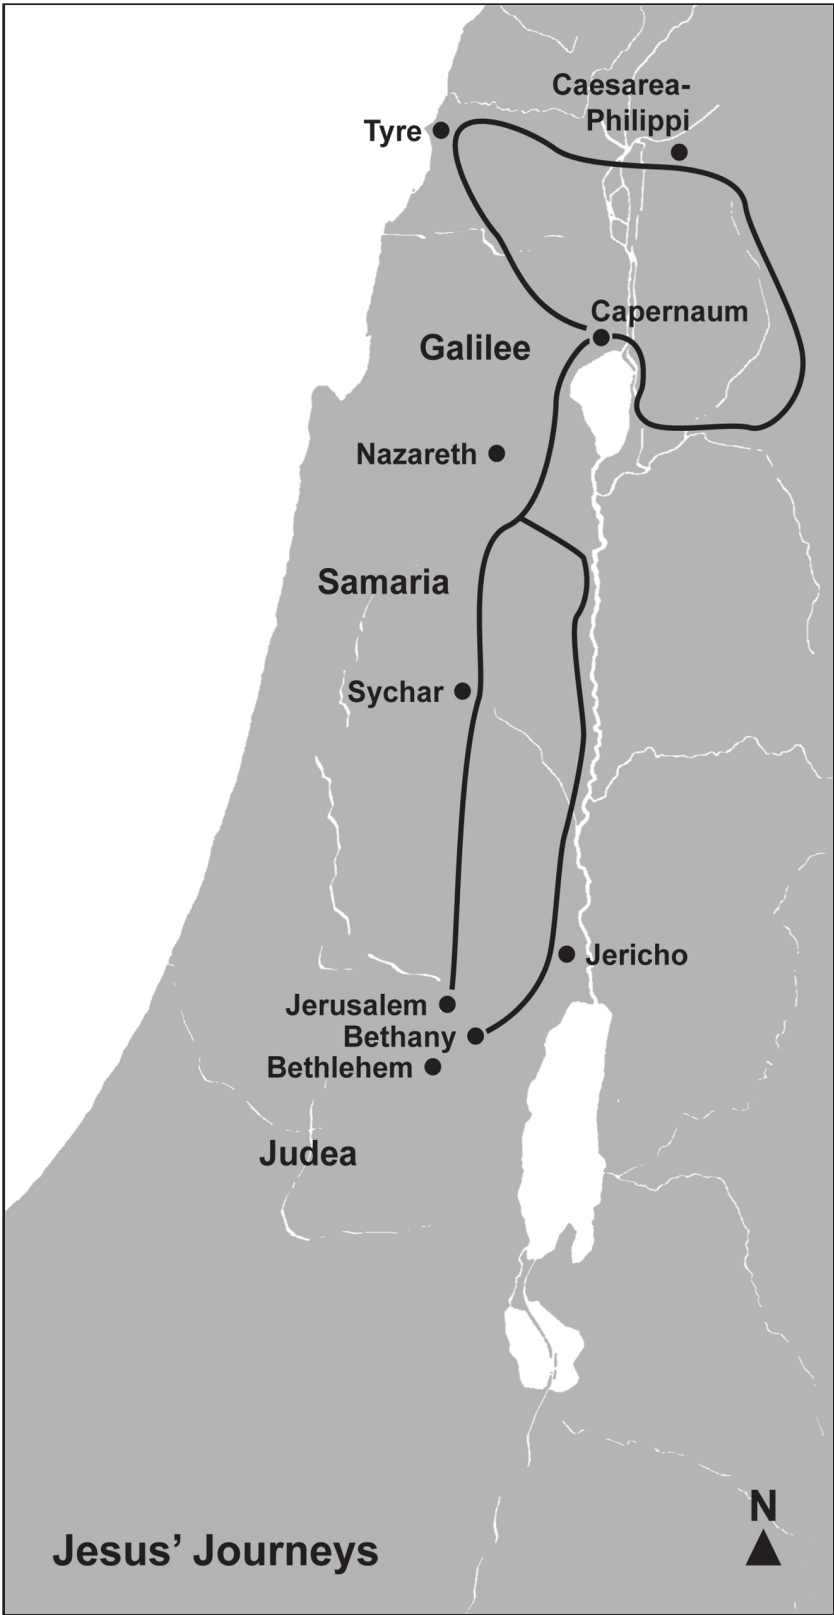 Caesarea-
Philippi
Tyre
Capernaum
Galilee
Nazareth
Samaria
Sychar
Jericho
Jerusalem
Bethany
Bethlehem
Judea
N
Jesus’ Journeys